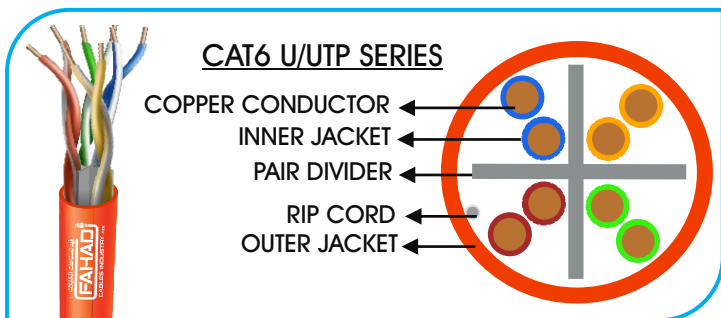 CAT6 U/UTP SERIES
COPPER CONDUCTOR
INNER JACKET
PAIR DIVIDER
RIP CORD
OUTER JACKET
FAHAD
CABLES INDUSTRY